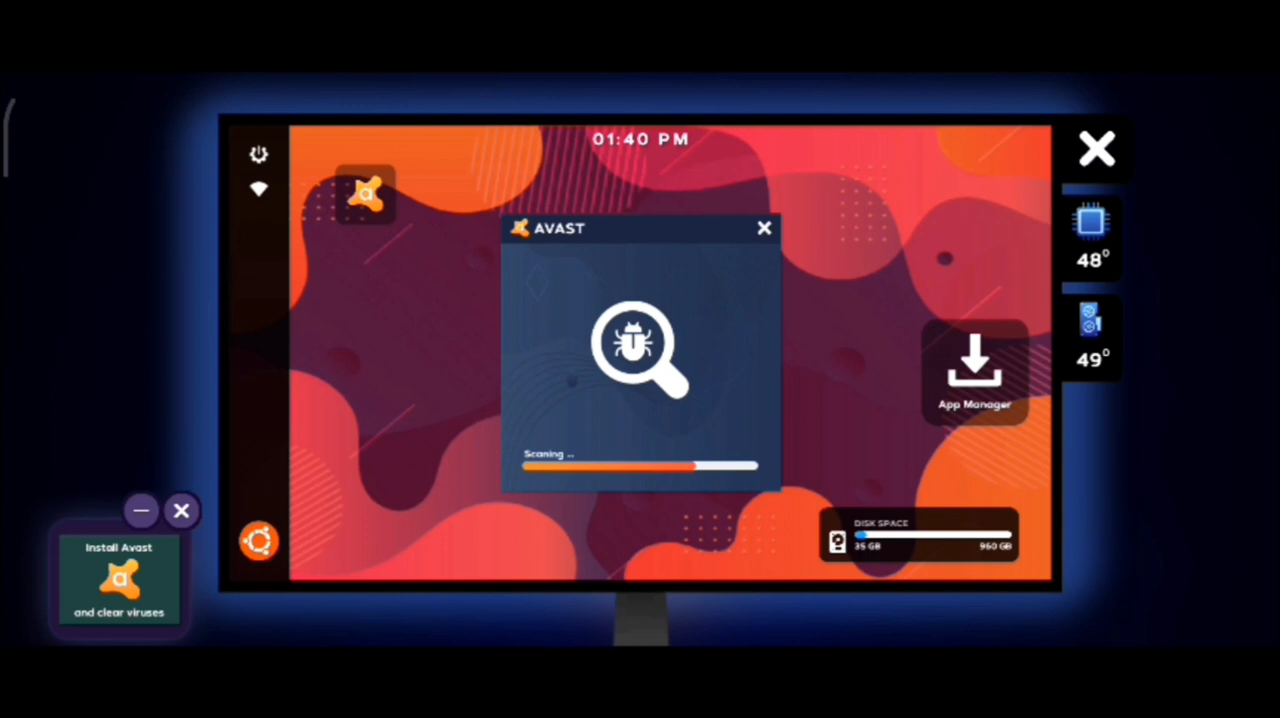 01:40 PM
AVAST
48°
49°
App Manager
Scaning ..
DISK SPACE
35 GB
960 GB
Install Avast
a
and clear viruses